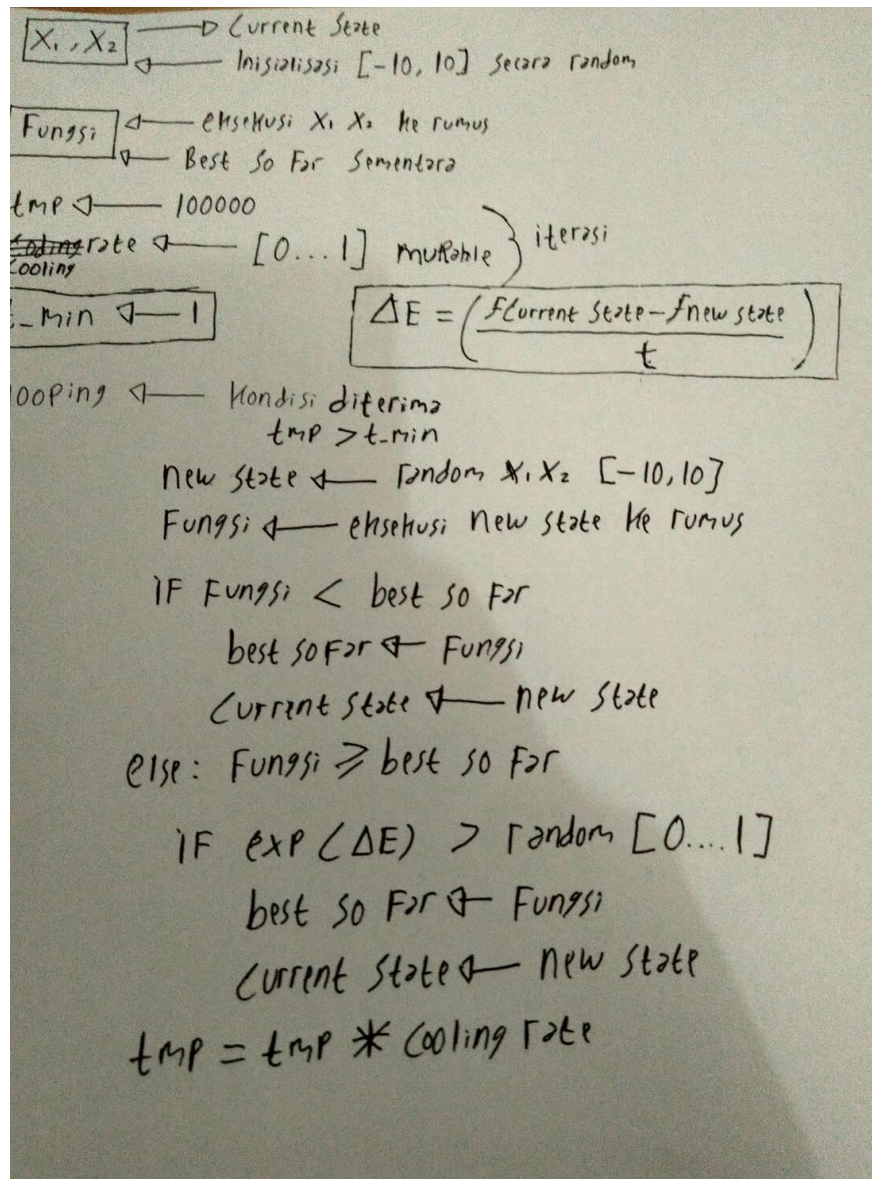 X₁, X₂ → Current State
← Inisialisasi [-10, 10] secara random
Fungsi ← eksekusi X₁ X₂ ke rumus
← Best So Far Sementara
tmp ← 100000
rate ← [0...1] } iterasi
Cooling
_min ← 1
ΔE = (fCurrent State - fnew state / t)
ooping ← Kondisi diterima
tmp > t_min
new state ← random X₁ X₂ [-10, 10]
Fungsi ← eksekusi new state ke rumus
if Fungsi < best so far
best so far ← Fungsi
Current State ← new state
else: Fungsi ⩾ best so far
if exp (ΔE) > random [0....1]
best so far ← Fungsi
Current State ← new state
tmp = tmp * Cooling rate